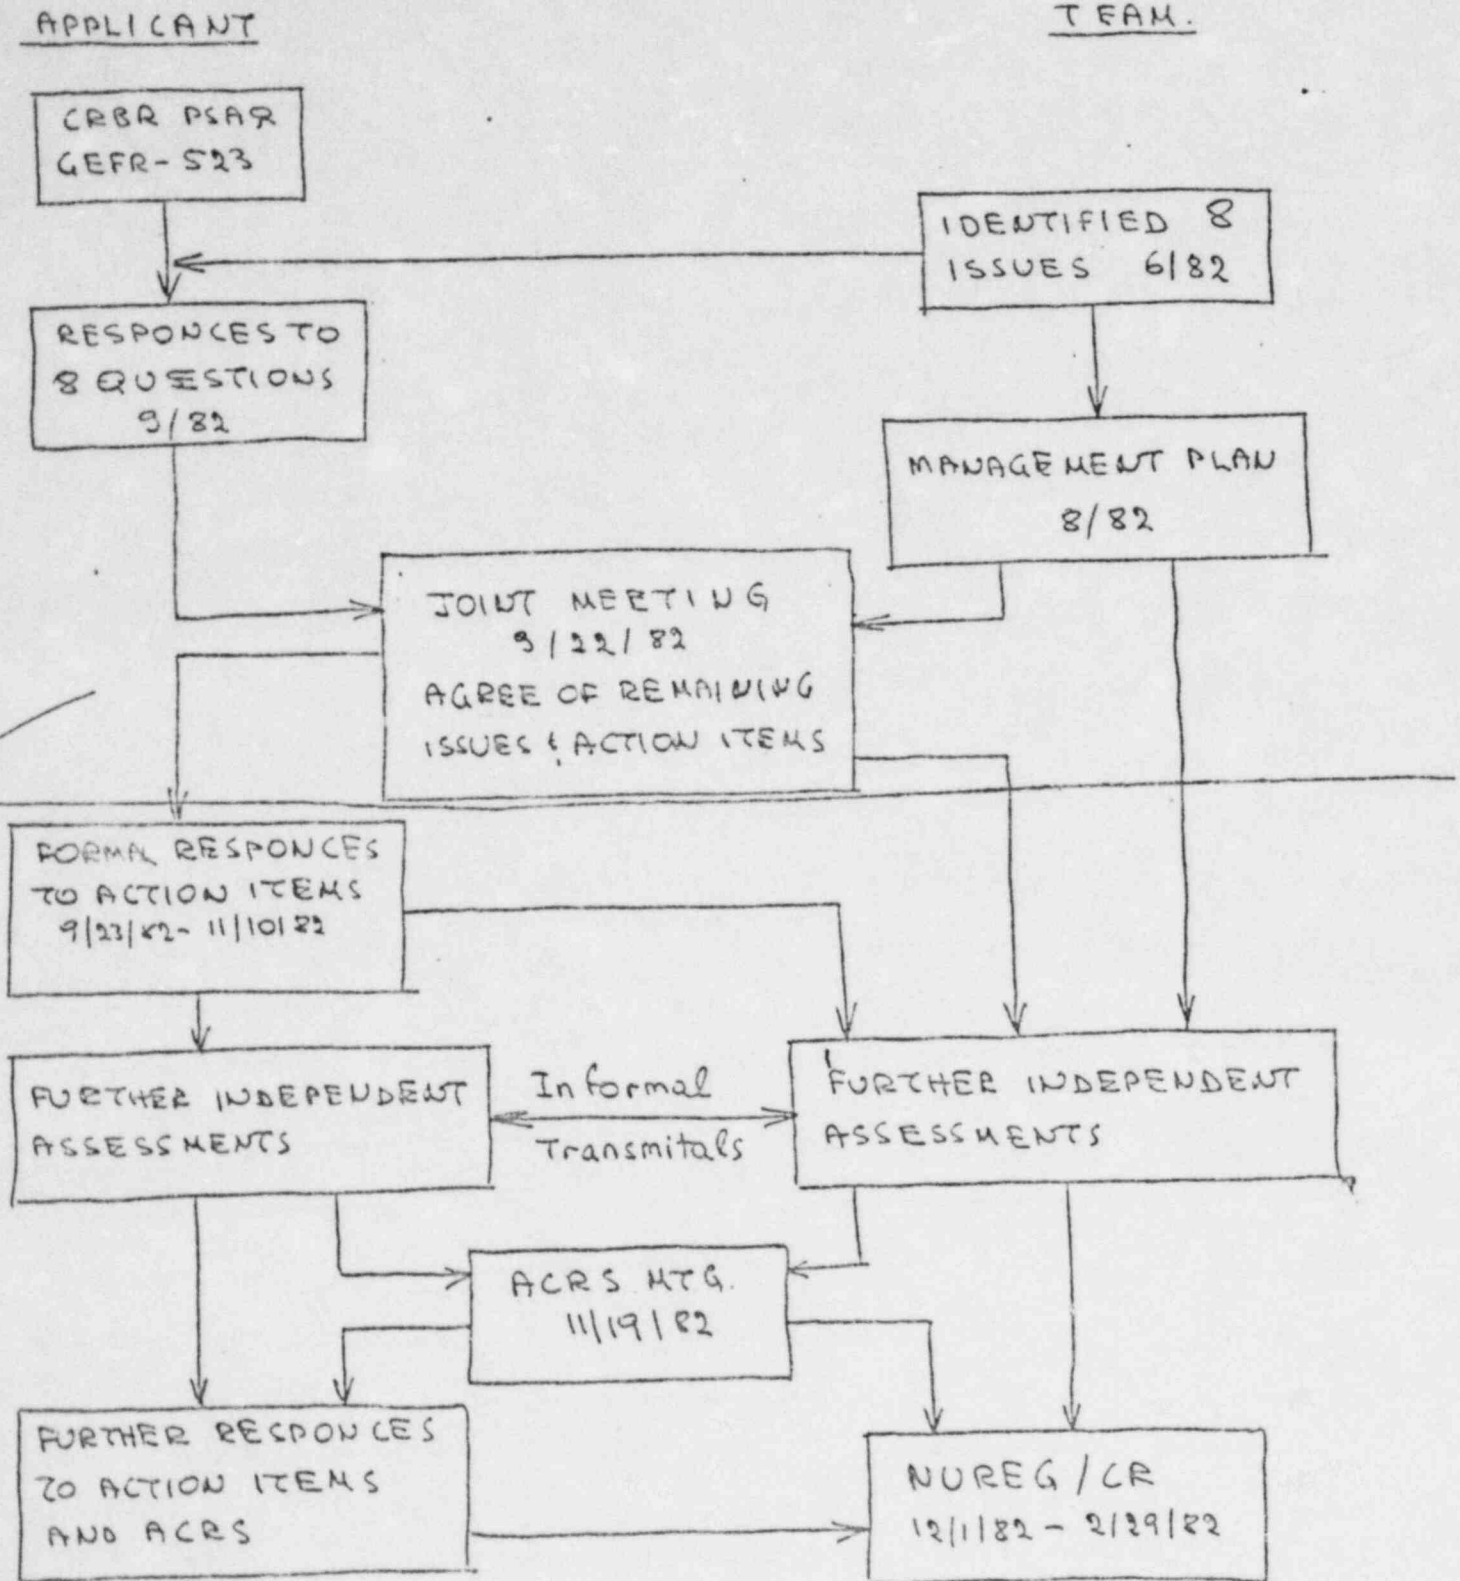 APPLICANT
TEAM.
CRBR PSAR
GEFR-523
IDENTIFIED 8
ISSUES 6/82
RESPONCES TO
8 QUESTIONS
9/82
MANAGEMENT PLAN
8/82
JOINT MEETING
9/22/82
AGREE OF REMAINING
ISSUES & ACTION ITEMS
FORMAL RESPONCES
TO ACTION ITEMS
9/23/82- 11/10/82
FURTHER INDEPENDENT
ASSESSMENTS
Informal
Transmitals
FURTHER INDEPENDENT
ASSESSMENTS
ACRS MTG.
11/19/82
FURTHER RESPONCES
TO ACTION ITEMS
AND ACRS
NUREG/CR
12/1/82 - 2/29/82